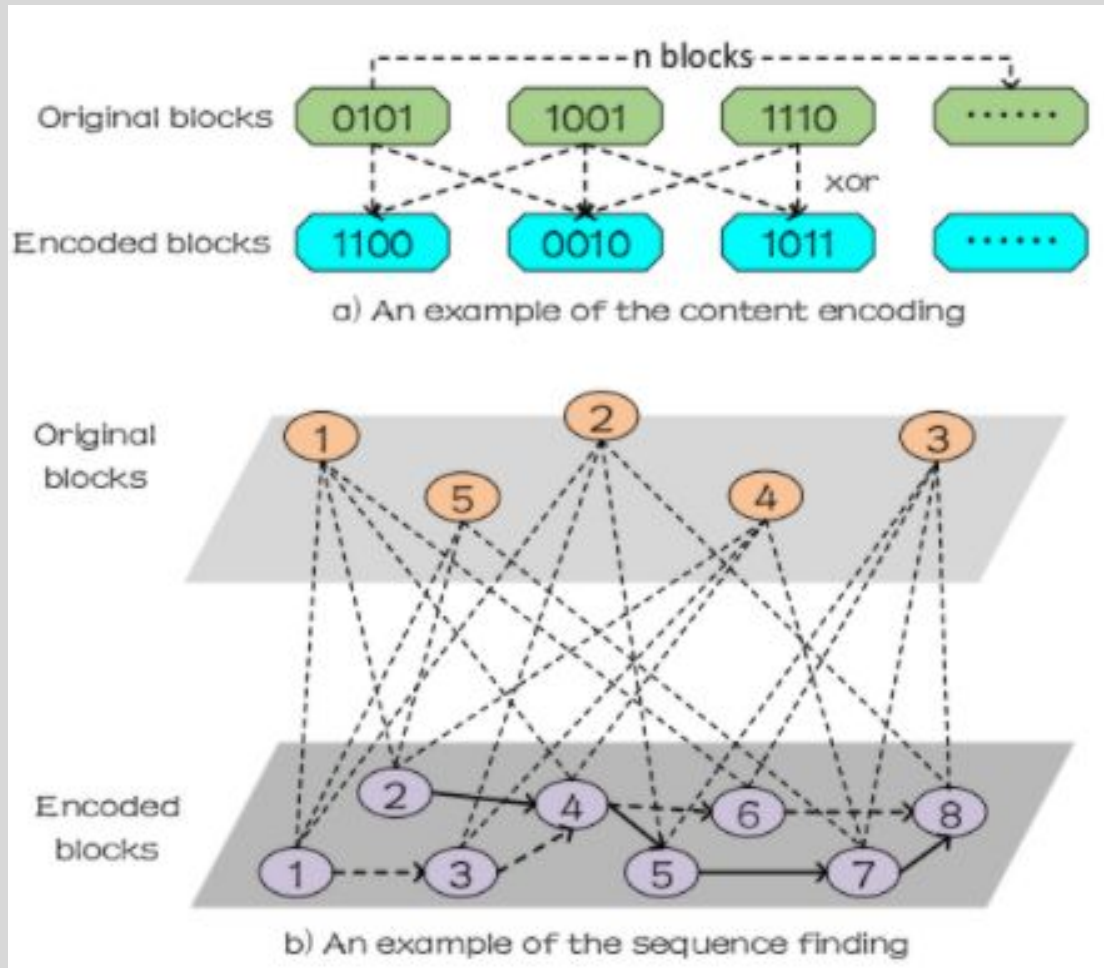 n blocks
Original blocks 0101 1001 1110 ......
xor
Encoded blocks 1100 0010 1011 ......
a) An example of the content encoding
Original
blocks
1 2 3
5 4
Encoded
blocks
2 4 6 8
1 3 5 7
b) An example of the sequence finding